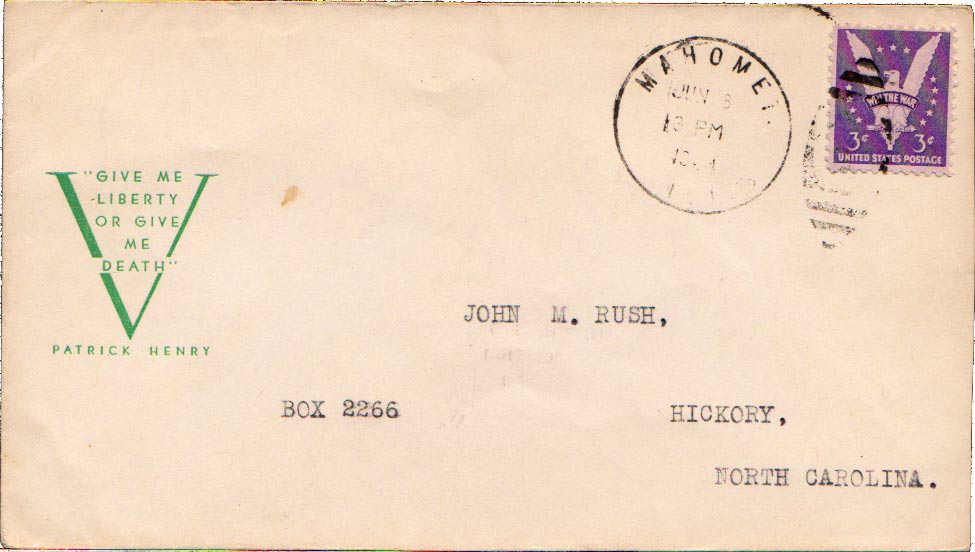 "GIVE ME
LIBERTY
OR GIVE
ME
DEATH"
PATRICK HENRY
MAHOMET.
JUN
3 PM
WIN THE WAR
3¢ 3¢
UNITED STATES POSTAGE
JOHN M. RUSH,
BOX 2266
HICKORY,
NORTH CAROLINA.